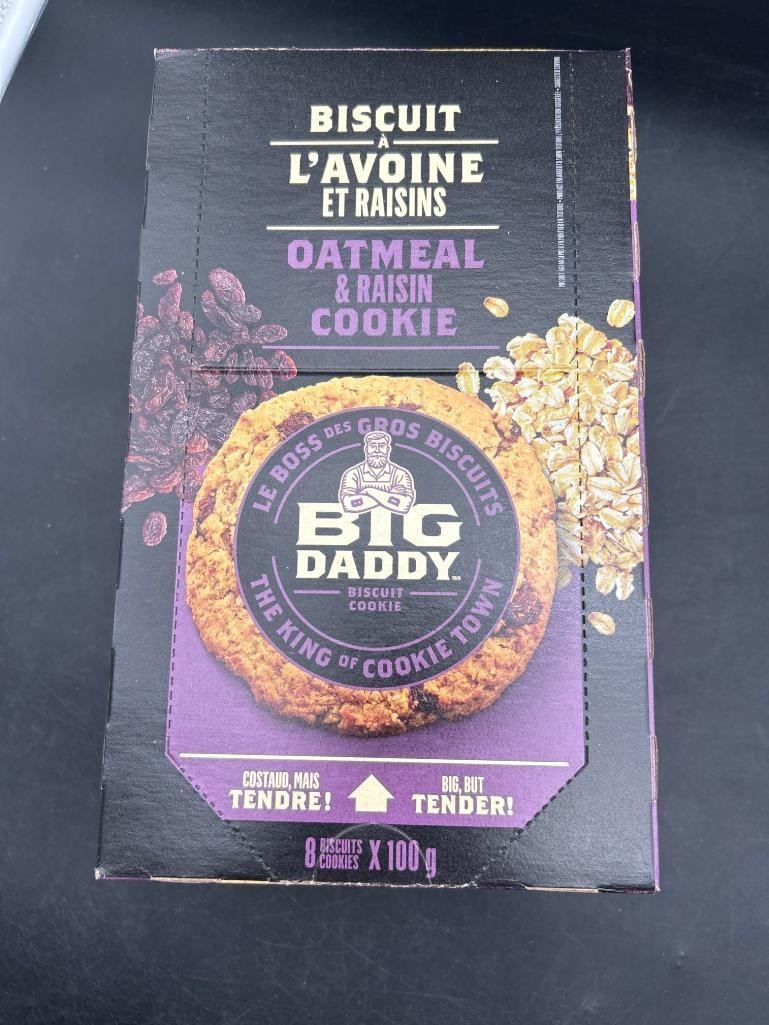 BISCUIT
À
L'AVOINE
ET RAISINS
OATMEAL
& RAISIN
COOKIE
LE BOSS DES GROS BISCUITS
BIG
DADDY
BISCUIT
COOKIE
THE KING OF COOKIE TOWN
COSTAUD, MAIS
TENDRE!
BIG, BUT
TENDER!
8 BISCUITS
COOKIES X 100 g